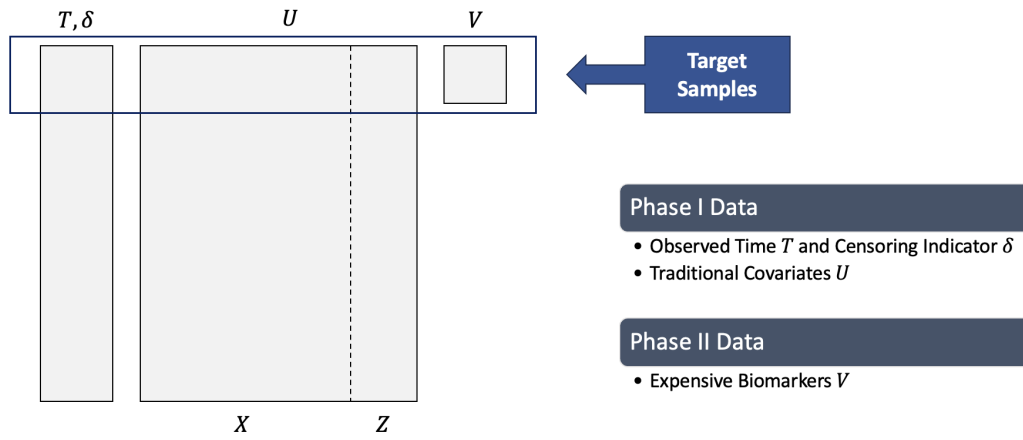 T, δ
U
V
Target
Samples
Phase I Data
• Observed Time T and Censoring Indicator δ
• Traditional Covariates U
Phase II Data
• Expensive Biomarkers V
X
Z